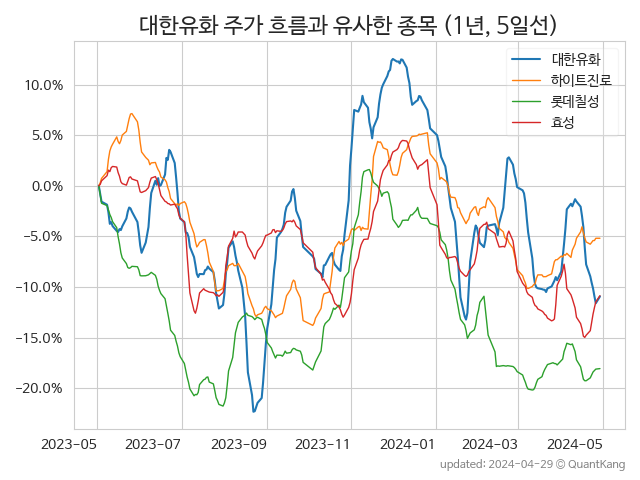 대한유화 주가 흐름과 유사한 종목 (1년, 5일선)
대한유화
하이트진로
롯데칠성
효성
10.0%
5.0%
0.0%
−5.0%
−10.0%
−15.0%
−20.0%
2023-05
2023-07
2023-09
2023-11
2024-01
2024-03
2024-05
updated: 2024-04-29 © QuantKang